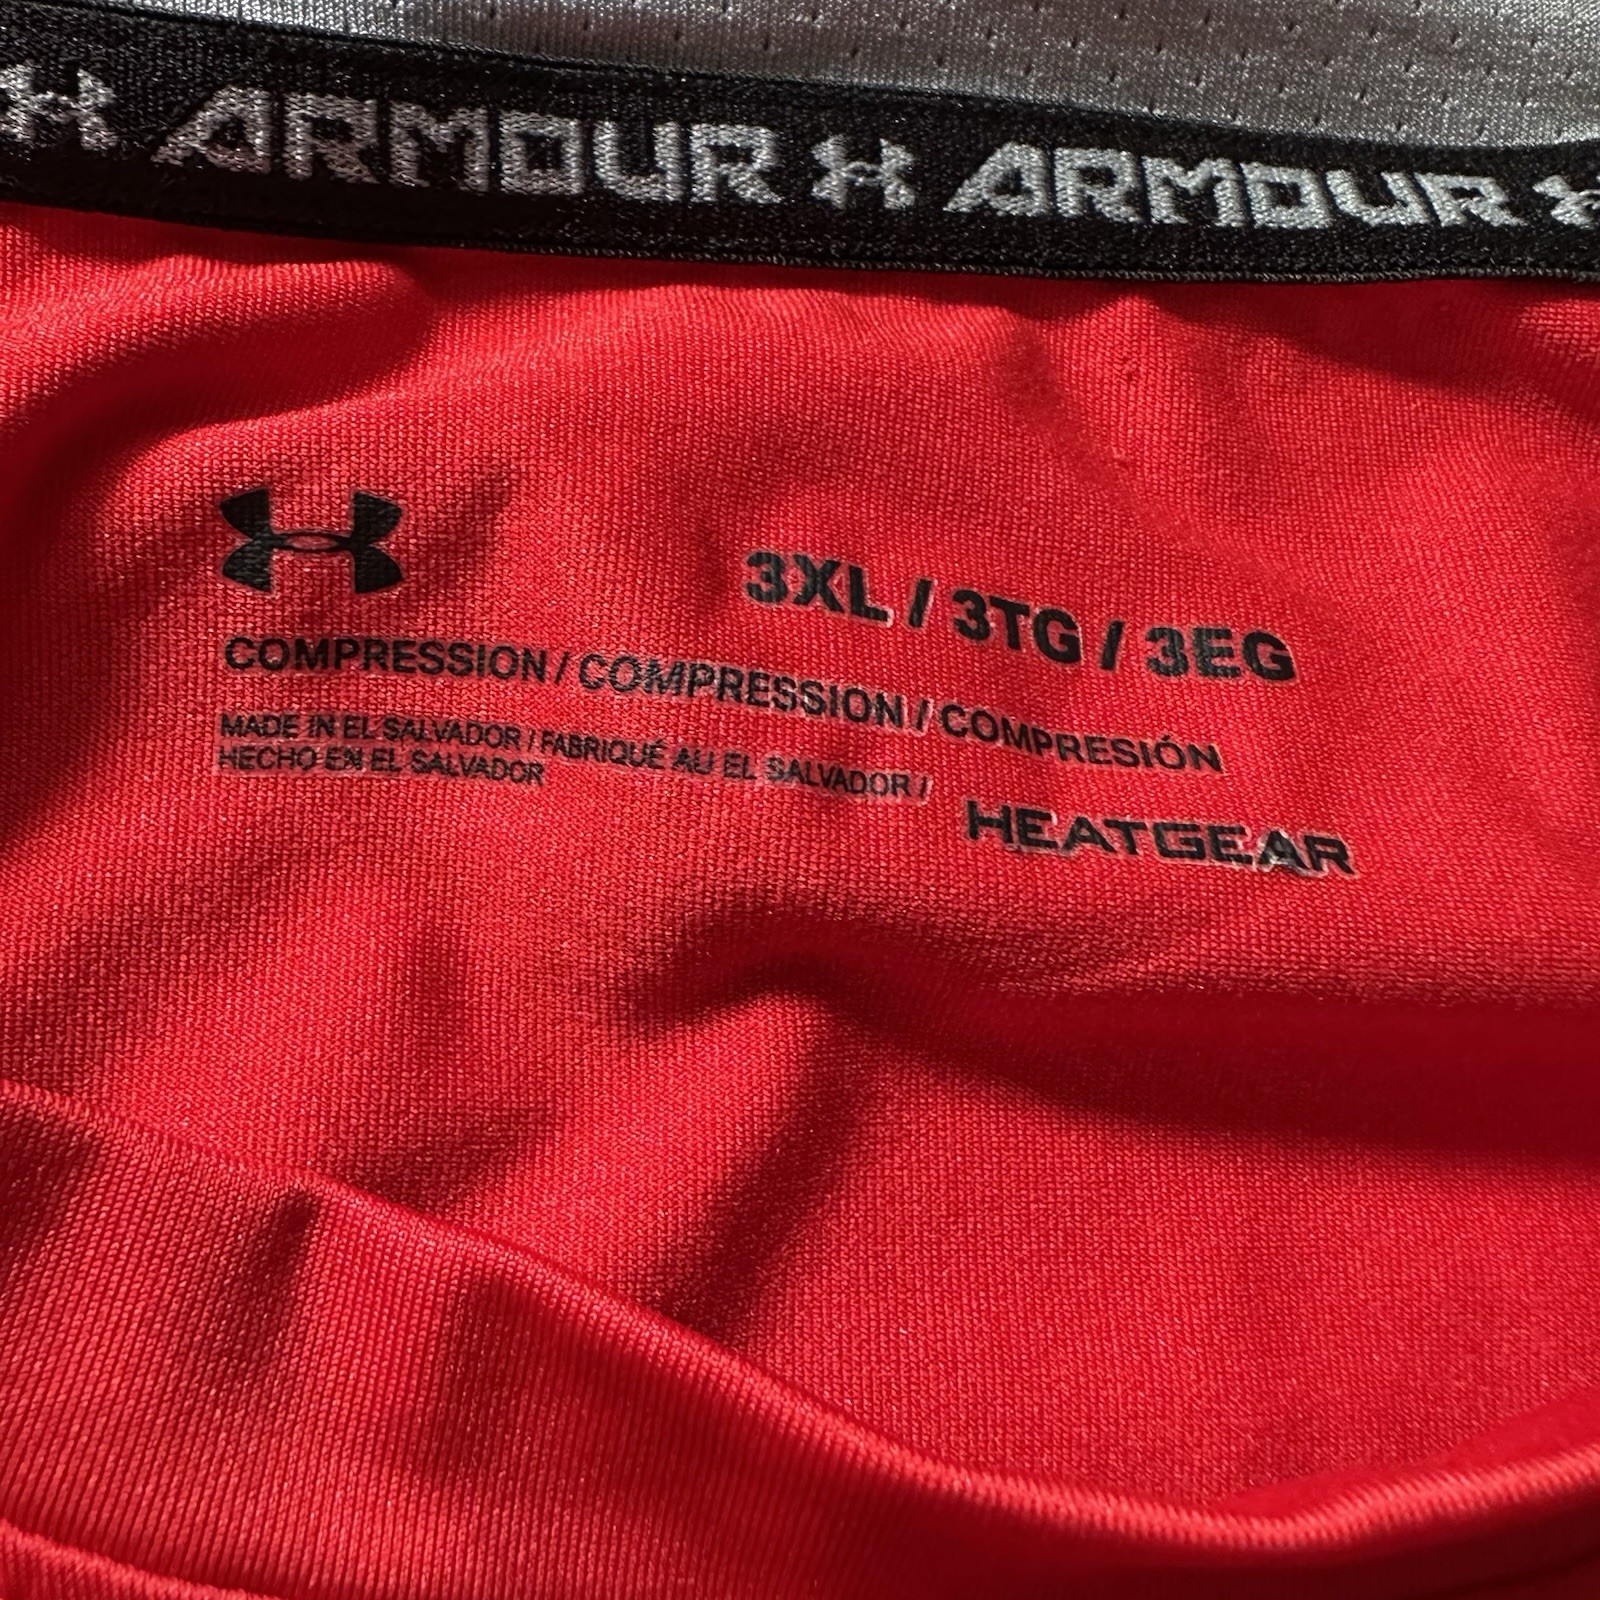 ARMOUR ARMOUR
3XL / 3TG / 3EG
COMPRESSION / COMPRESSION / COMPRESIÓN
MADE IN EL SALVADOR / FABRIQUÉ AU EL SALVADOR /
HECHO EN EL SALVADOR
HEATGEAR